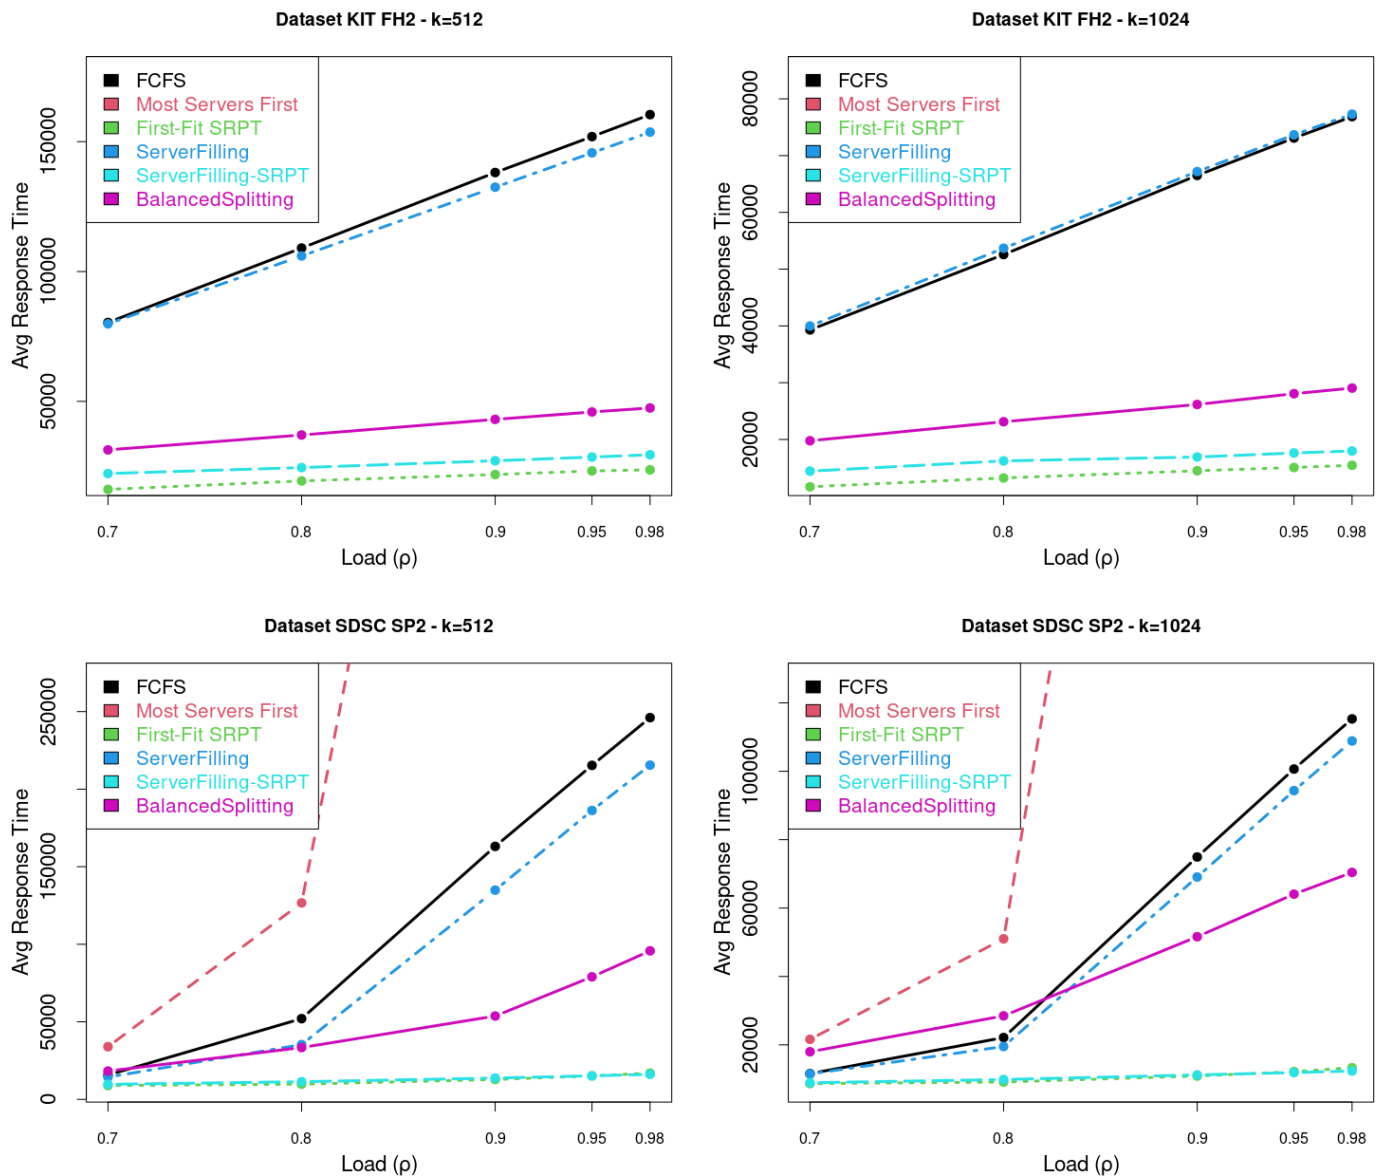 Dataset KIT FH2 - k=512
FCFS
Most Servers First
First-Fit SRPT
ServerFilling
ServerFilling-SRPT
BalancedSplitting
Avg Response Time
150000
100000
50000
0.7 0.8 0.9 0.95 0.98
Load (ρ)
Dataset KIT FH2 - k=1024
FCFS
Most Servers First
First-Fit SRPT
ServerFilling
ServerFilling-SRPT
BalancedSplitting
Avg Response Time
80000
60000
40000
20000
0.7 0.8 0.9 0.95 0.98
Load (ρ)
Dataset SDSC SP2 - k=512
FCFS
Most Servers First
First-Fit SRPT
ServerFilling
ServerFilling-SRPT
BalancedSplitting
Avg Response Time
250000
150000
50000
0
0.7 0.8 0.9 0.95 0.98
Load (ρ)
Dataset SDSC SP2 - k=1024
FCFS
Most Servers First
First-Fit SRPT
ServerFilling
ServerFilling-SRPT
BalancedSplitting
Avg Response Time
100000
60000
20000
0.7 0.8 0.9 0.95 0.98
Load (ρ)